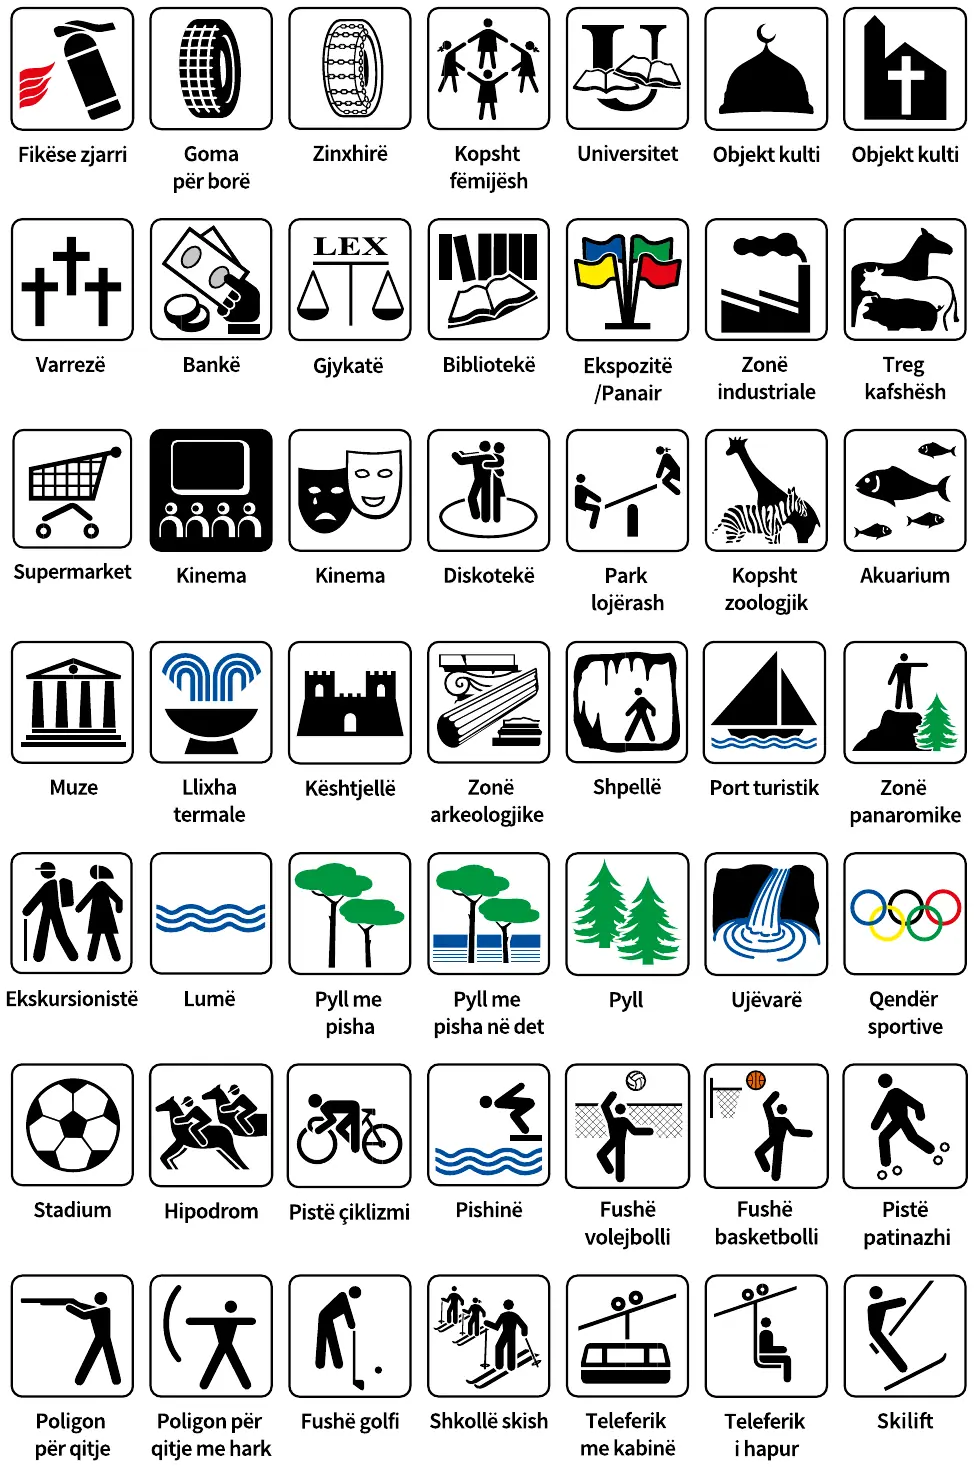 Fikëse zjarri
Goma
për borë
Zinxhirë
Kopsht
fëmijësh
U
Universitet
Objekt kulti
Objekt kulti
Varrezë
Bankë
LEX
Gjykatë
Bibliotekë
Ekspozitë
/Panair
Zonë
industriale
Treg
kafshësh
Supermarket
Kinema
Kinema
Diskotekë
Park
lojërash
Kopsht
zoologjik
Akuarium
Muze
Llixha
termale
Kështjellë
Zonë
arkeologjike
Shpellë
Port turistik
Zonë
panaromike
Ekskursionistë
Lumë
Pyll me
pisha
Pyll me
pisha në det
Pyll
Ujëvarë
Qendër
sportive
Stadium
Hipodrom
Pistë çiklizmi
Pishinë
Fushë
volejbolli
Fushë
basketbolli
Pistë
patinazhi
Poligon
për qitje
Poligon për
qitje me hark
Fushë golfi
Shkollë skish
Teleferik
me kabinë
Teleferik
i hapur
Skilift